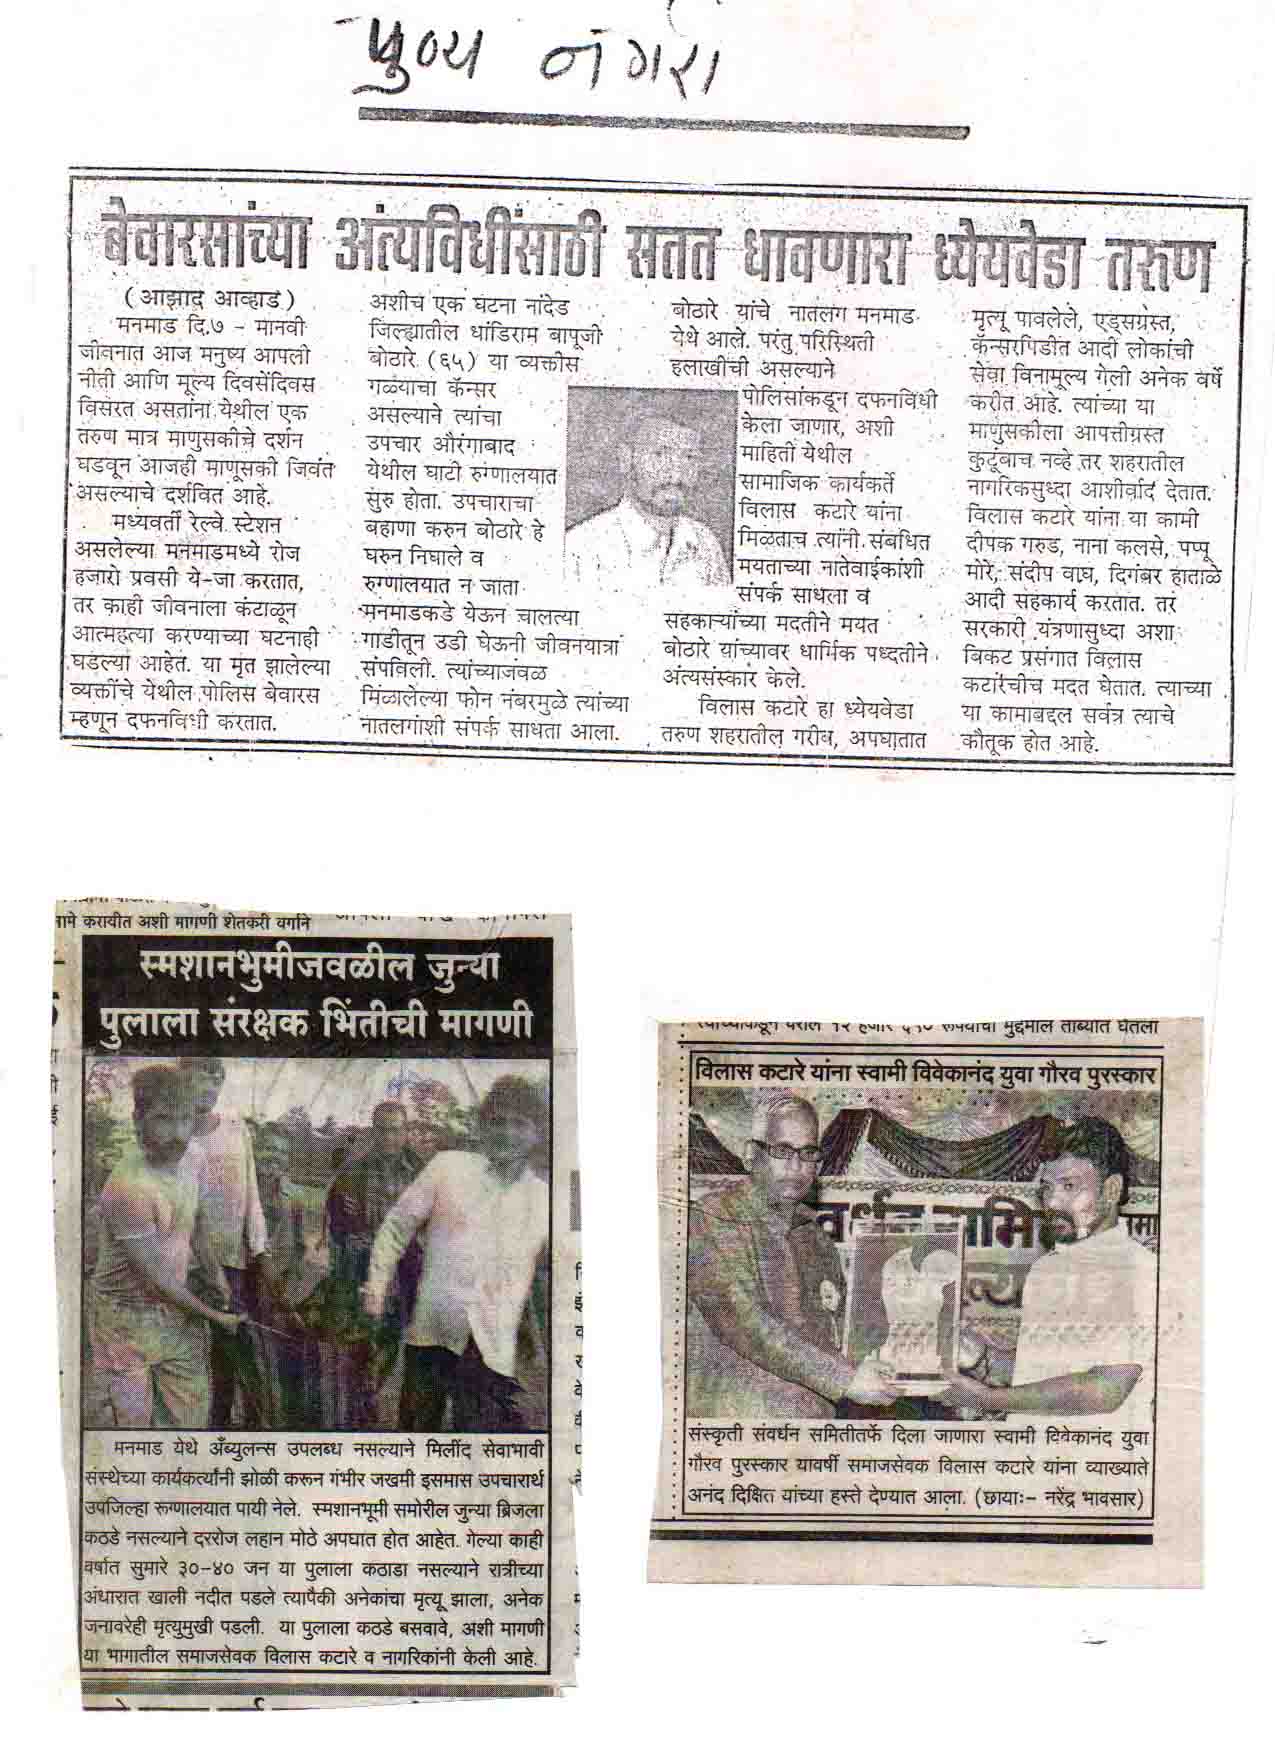 पुण्य नगरी
बेवारसांच्या अंत्यविधींसाठी सतत धावणारा ध्येयवेडा तरुण
(आझाद आव्हाड)
मनमाड दि.७ - मानवी
जीवनात आज मनुष्य आपली
नीती आणि मूल्य दिवसेंदिवस
विसरत असतांना येथील एक
तरुण मात्र माणुसकीचे दर्शन
घडवून आजही माणूसकी जिवंत
असल्याचे दर्शवित आहे.
मध्यवर्ती रेल्वे स्टेशन
असलेल्या मनमाडमध्ये रोज
हजारो प्रवसी ये-जा करतात,
तर काही जीवनाला कंटाळून
आत्महत्या करण्याच्या घटनाही
घडल्या आहेत. या मृत झालेल्या
व्यक्तींचे येथील पोलिस बेवारस
म्हणून दफनविधी करतात.
अशीच एक घटना नांदेड
जिल्ह्यातील धोंडिराम बापूजी
बोठारे (६५) या व्यक्तीस
गळयाचा कॅन्सर
असल्याने त्यांचा
उपचार औरंगाबाद
येथील घाटी रुग्णालयात
सुरु होता. उपचाराचा
बहाणा करुन बोठारे हे
घरुन निघाले व
रुग्णालयात न जाता
मनमाडकडे येऊन चालत्या
गाडीतून उडी घेऊनी जीवनयात्रा
संपविली. त्यांच्याजवळ
मिळालेल्या फोन नंबरमुळे त्यांच्या
नातलगांशी संपर्क साधता आला.
बोठारे यांचे नातलग मनमाड
येथे आले. परंतु परिस्थिती
हलाखीची असल्याने
पोलिसांकडून दफनविधी
केला जाणार, अशी
माहिती येथील
सामाजिक कार्यकर्ते
विलास कटारे यांना
मिळताच त्यांनी संबधित
मयताच्या नातेवाईकांशी
संपर्क साधला व
सहकाऱ्यांच्या मदतीने मयत
बोठारे यांच्यावर धार्मिक पध्दतीने
अंत्यसंस्कार केले.
विलास कटारे हा ध्येयवेडा
तरुण शहरातील गरीब, अपघातात
मृत्यू पावलेले, एड्सग्रस्त,
कॅन्सरपिडीत आदी लोकांची
सेवा विनामूल्य गेली अनेक वर्षे
करीत आहे. त्यांच्या या
माणुसकीला आपत्तीग्रस्त
कुटूंबाच नव्हे तर शहरातील
नागरिकसुध्दा आशीर्वाद देतात.
विलास कटारे यांना या कामी
दीपक गरुड, नाना कलसे, पप्पू
मोरे, संदीप वाघ, दिगंबर हाताळे
आदी सहकार्य करतात. तर
सरकारी यंत्रणासुध्दा अशा
बिकट प्रसंगात विलास
कटारेंचीच मदत घेतात. त्याच्या
या कामाबद्दल सर्वत्र त्याचे
कौतूक होत आहे.
नामे करावीत अशी मागणी शेतकरी वर्गाने
स्मशानभुमीजवळील जुन्या
पुलाला संरक्षक भिंतीची मागणी
मनमाड येथे अँब्युलन्स उपलब्ध नसल्याने मिलींद सेवाभावी
संस्थेच्या कार्यकर्त्यांनी झोळी करून गंभीर जखमी इसमास उपचारार्थ
उपजिल्हा रूग्णालयात पायी नेले. स्मशानभूमी समोरील जुन्या ब्रिजला
कठडे नसल्याने दररोज लहान मोठे अपघात होत आहेत. गेल्या काही
वर्षात सुमारे ३०-४० जन या पुलाला कठाडा नसल्याने रात्रीच्या
अंधारात खाली नदीत पडले त्यापैकी अनेकांचा मृत्यू झाला, अनेक
जनावरेही मृत्युमुखी पडली. या पुलाला कठडे बसवावे, अशी मागणी
या भागातील समाजसेवक विलास कटारे व नागरिकांनी केली आहे.
त्याच्याकडून घरील १२ हजार ५१० रूपयांचा मुद्देमाल ताब्यात घेतला
विलास कटारे यांना स्वामी विवेकानंद युवा गौरव पुरस्कार
संस्कृती संवर्धन समितीतर्फे दिला जाणारा स्वामी विवेकानंद युवा
गौरव पुरस्कार यावर्षी समाजसेवक विलास कटारे यांना व्याख्याते
अनंद दिक्षित यांच्या हस्ते देण्यात आला. (छायाः- नरेंद्र भावसार)